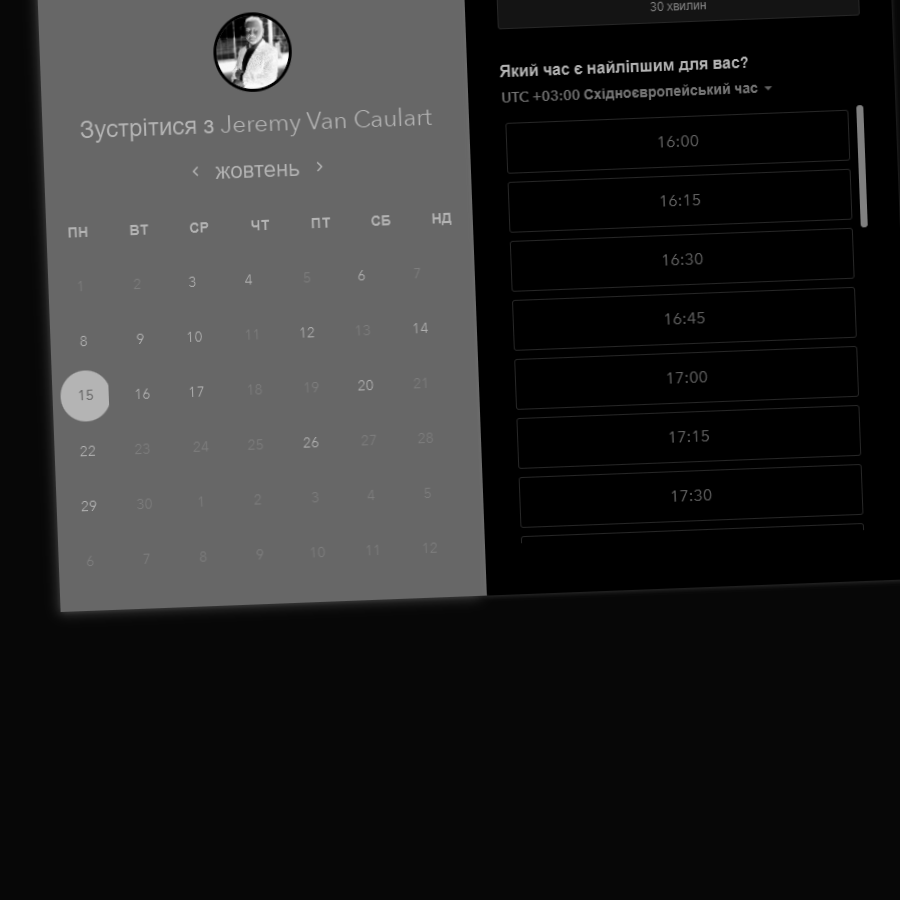 Зустрітися з Jeremy Van Caulart
жовтень
ПН ВТ СР ЧТ ПТ СБ НД
1 2 3 4 5 6 7
8 9 10 11 12 13 14
15 16 17 18 19 20 21
22 23 24 25 26 27 28
29 30 1 2 3 4 5
6 7 8 9 10 11 12
30 хвилин
Який час є найліпшим для вас?
UTC +03:00 Східноєвропейський час
16:00
16:15
16:30
16:45
17:00
17:15
17:30